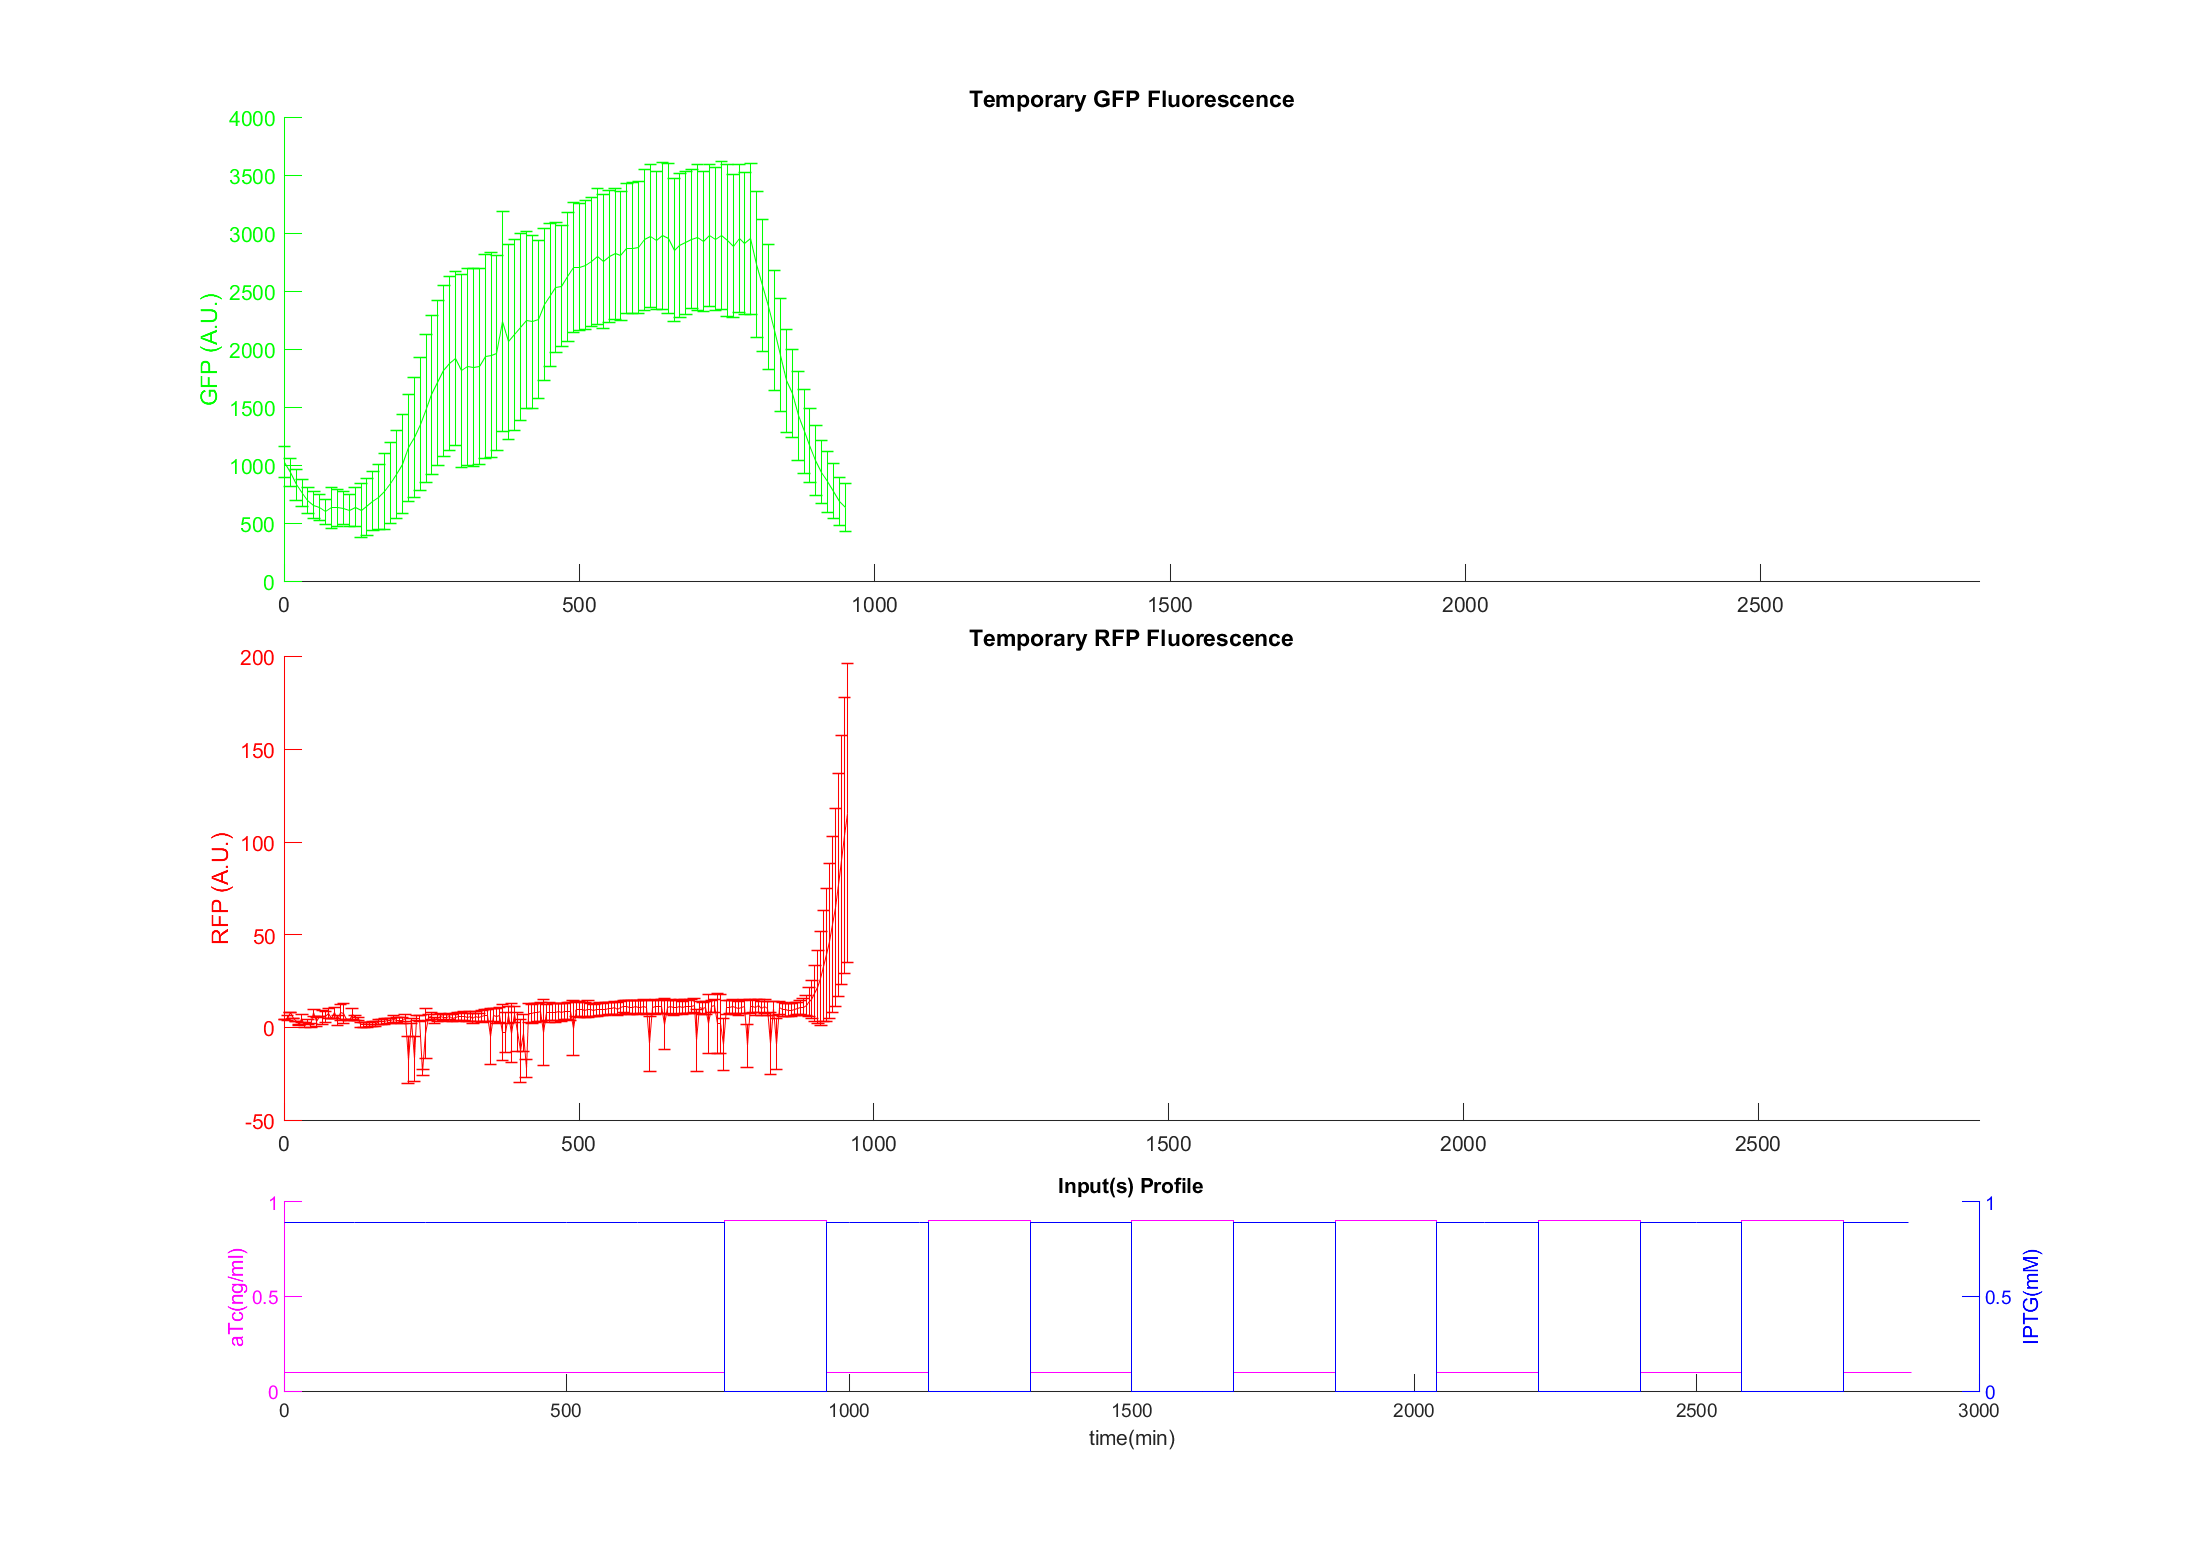 Temporary GFP Fluorescence
4000
3500
3000
2500
2000
1500
1000
500
0
GFP (A.U.)
0 500 1000 1500 2000 2500
Temporary RFP Fluorescence
200
150
100
50
0
-50
RFP (A.U.)
0 500 1000 1500 2000 2500
Input(s) Profile
1 1
0.5 0.5
0 0
aTc(ng/ml)
IPTG(mM)
0 500 1000 1500 2000 2500 3000
time(min)